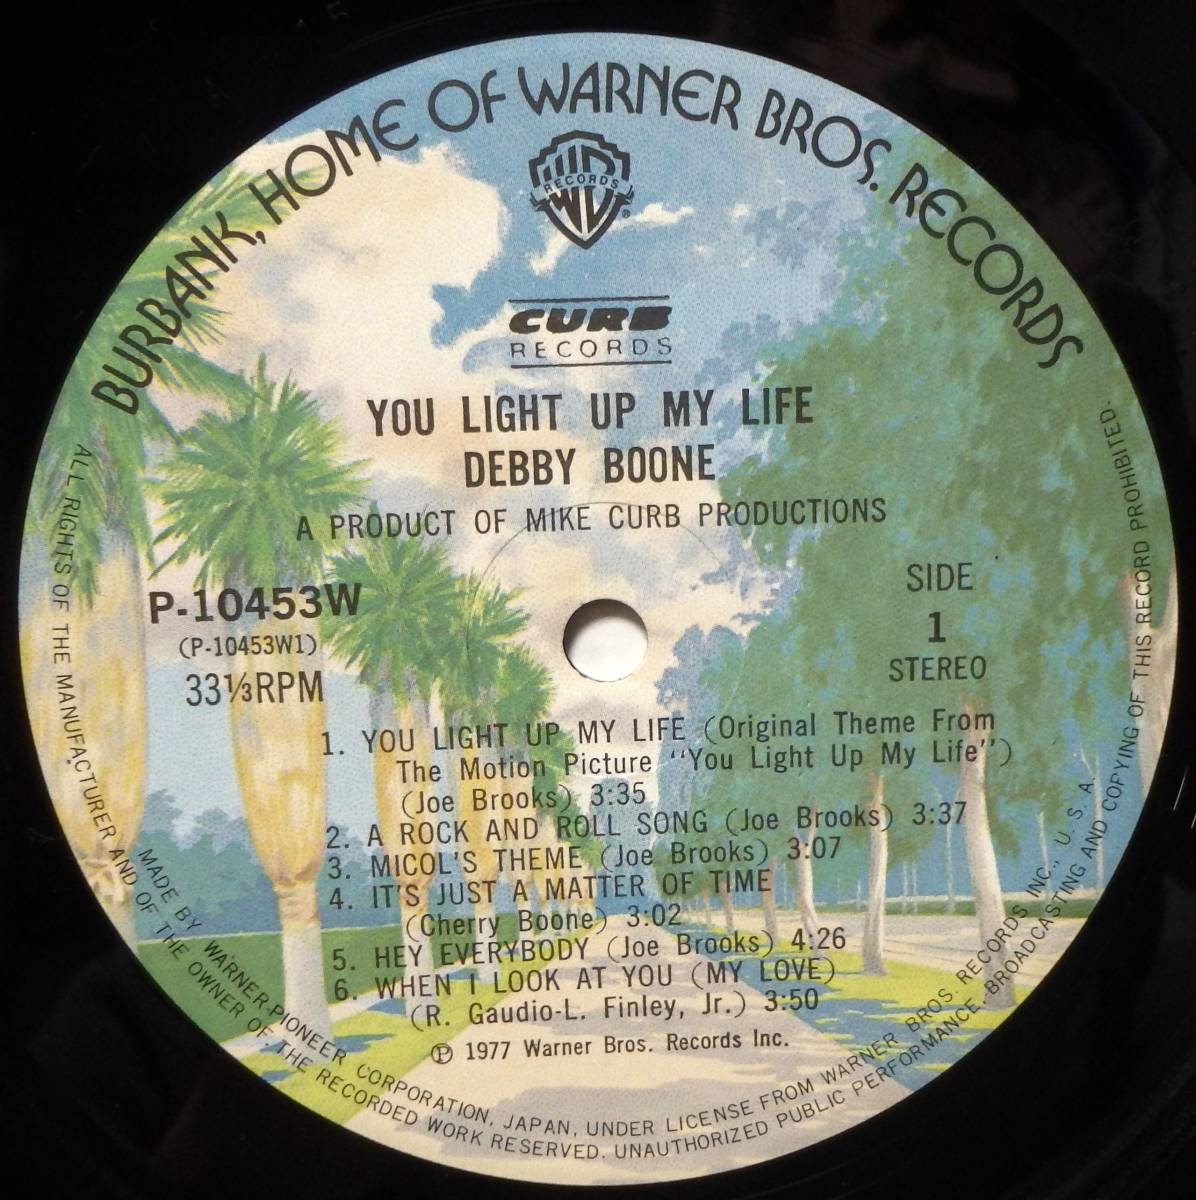 BURBANK, HOME OF WARNER BROS. RECORDS
RECORDS
®
CURB
RECORDS
YOU LIGHT UP MY LIFE
DEBBY BOONE
A PRODUCT OF MIKE CURB PRODUCTIONS
P-10453W
(P-10453W1)
33⅓RPM
SIDE
1
STEREO
1. YOU LIGHT UP MY LIFE (Original Theme From
The Motion Picture "You Light Up My Life")
(Joe Brooks) 3:35
2. A ROCK AND ROLL SONG (Joe Brooks) 3:37
3. MICOL'S THEME (Joe Brooks) 3:07
4. IT'S JUST A MATTER OF TIME
(Cherry Boone) 3:02
5. HEY EVERYBODY (Joe Brooks) 4:26
6. WHEN I LOOK AT YOU (MY LOVE)
(R. Gaudio-L. Finley, Jr.) 3:50
℗ 1977 Warner Bros. Records Inc.
MADE BY WARNER-PIONEER CORPORATION, JAPAN, UNDER LICENSE FROM WARNER BROS. RECORDS INC., U. S. A.
ALL RIGHTS OF THE MANUFACTURER AND OF THE OWNER OF THE RECORDED WORK RESERVED. UNAUTHORIZED PUBLIC PERFORMANCE, BROADCASTING AND COPYING OF THIS RECORD PROHIBITED.